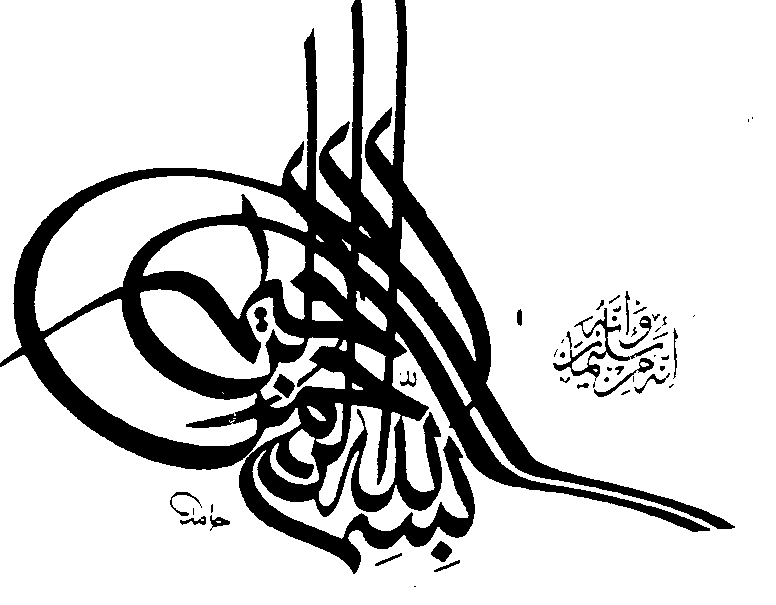 إنه من سليمان وإنه
بسم الله الرحمن الرحيم
حامد